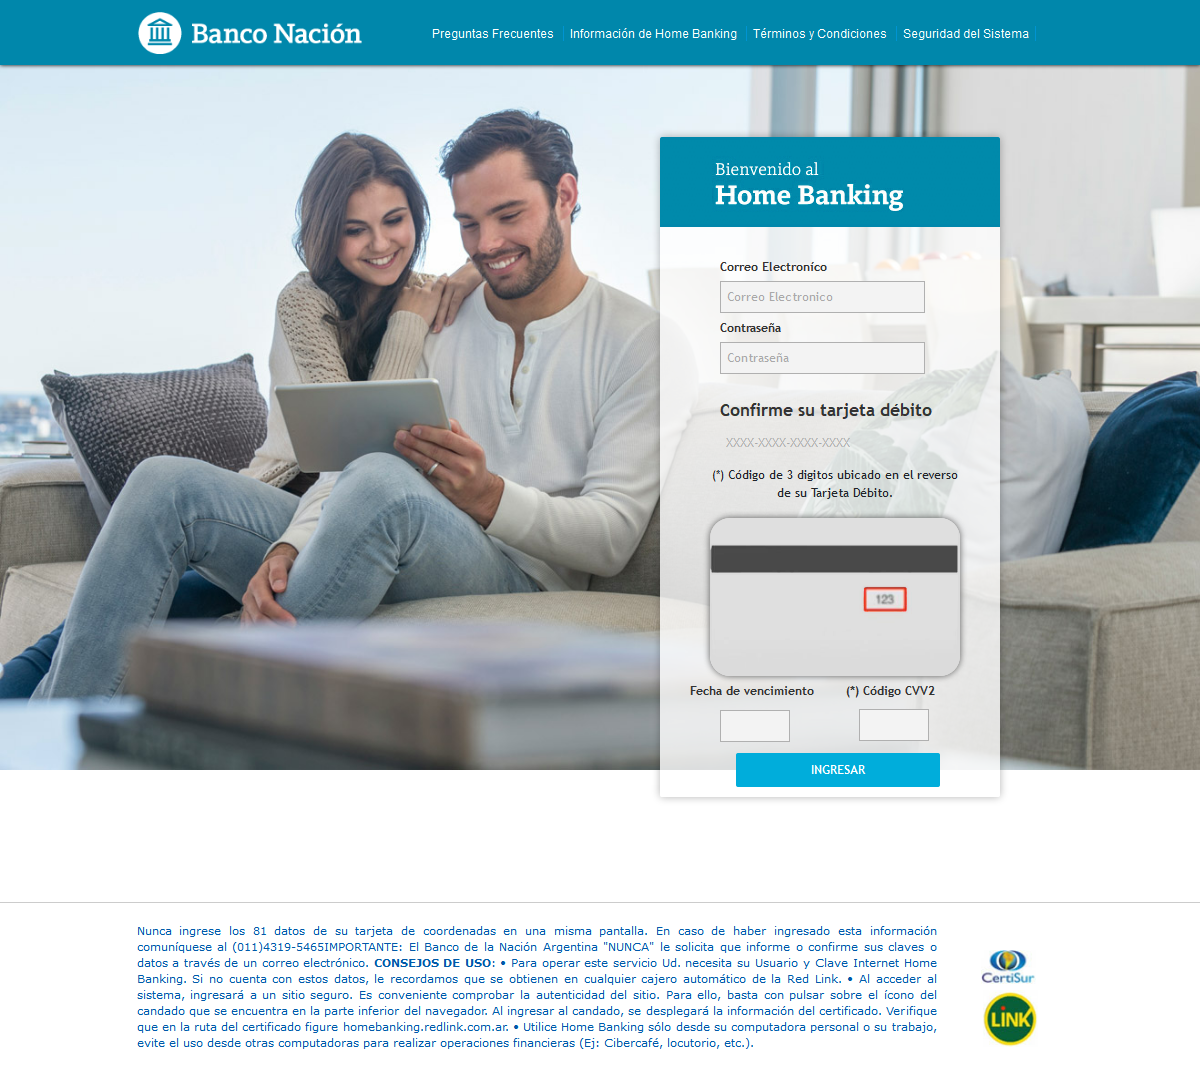 Banco Nación
Preguntas Frecuentes
Información de Home Banking
Términos y Condiciones
Seguridad del Sistema
Bienvenido al
Home Banking
Correo Electroníco
Correo Electronico
Contraseña
Contraseña
Confirme su tarjeta débito
XXXX-XXXX-XXXX-XXXX
(*) Código de 3 digitos ubicado en el reverso
de su Tarjeta Débito.
123
Fecha de vencimiento
(*) Código CVV2
INGRESAR
Nunca ingrese los 81 datos de su tarjeta de coordenadas en una misma pantalla. En caso de haber ingresado esta información
comuníquese al (011)4319-5465IMPORTANTE: El Banco de la Nación Argentina "NUNCA" le solicita que informe o confirme sus claves o
datos a través de un correo electrónico. CONSEJOS DE USO: • Para operar este servicio Ud. necesita su Usuario y Clave Internet Home
Banking. Si no cuenta con estos datos, le recordamos que se obtienen en cualquier cajero automático de la Red Link. • Al acceder al
sistema, ingresará a un sitio seguro. Es conveniente comprobar la autenticidad del sitio. Para ello, basta con pulsar sobre el ícono del
candado que se encuentra en la parte inferior del navegador. Al ingresar al candado, se desplegará la información del certificado. Verifique
que en la ruta del certificado figure homebanking.redlink.com.ar. • Utilice Home Banking sólo desde su computadora personal o su trabajo,
evite el uso desde otras computadoras para realizar operaciones financieras (Ej: Cibercafé, locutorio, etc.).
CertiSur
LINK